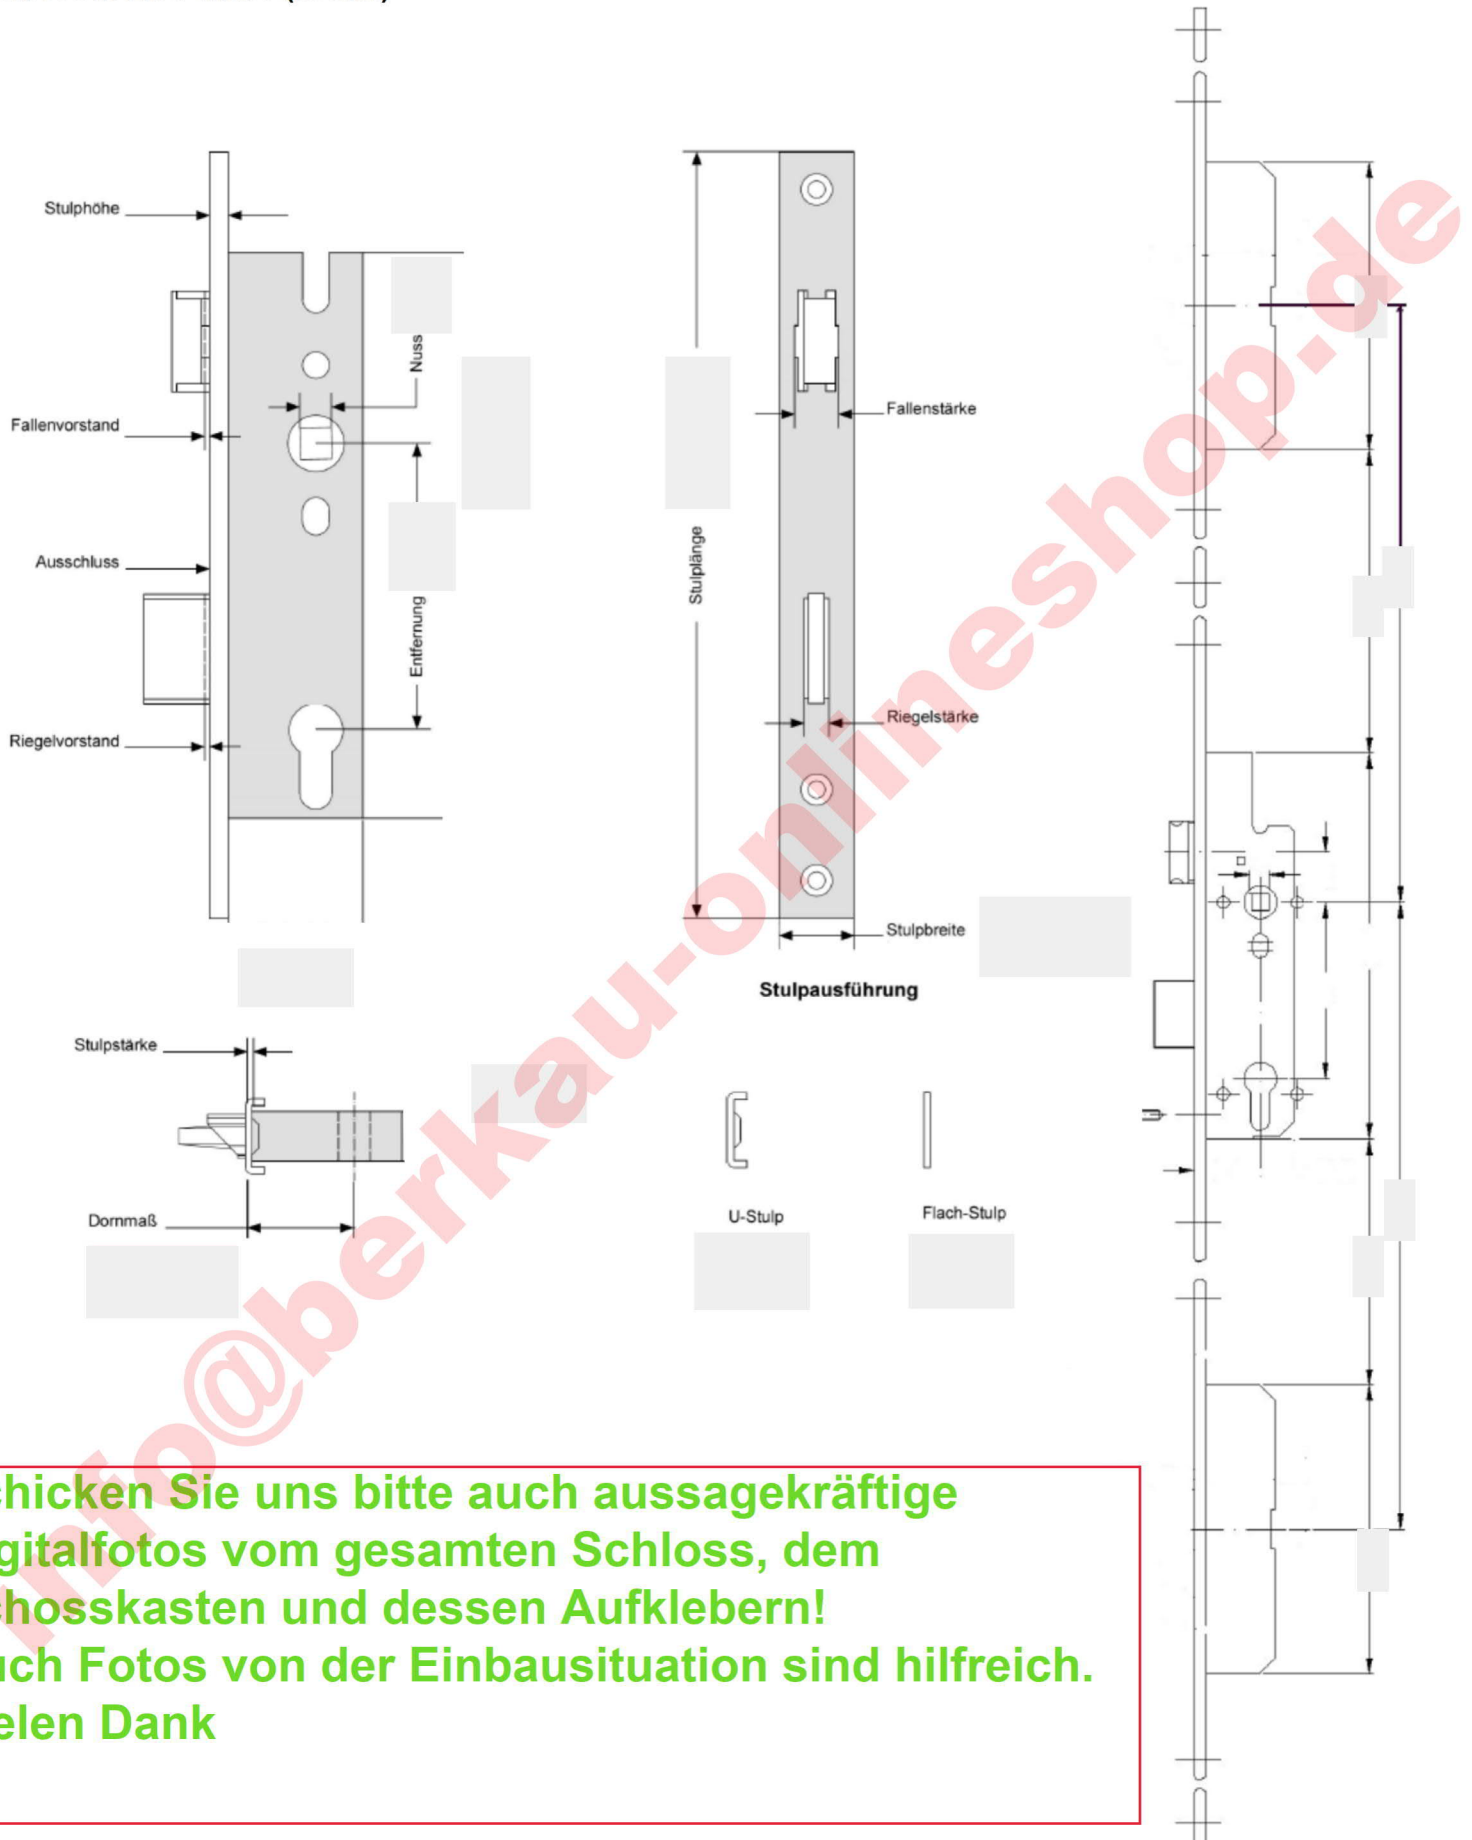 Stulphöhe
Nuss
Fallenvorstand
Fallenstärke
Ausschluss
Stulplänge
Entfernung
Riegelstärke
Riegelvorstand
Stulpbreite
Stulpausführung
Stulpstärke
Dornmaß
U-Stulp
Flach-Stulp
chicken Sie uns bitte auch aussagekräftige
gitalfotos vom gesamten Schloss, dem
chosskasten und dessen Aufklebern!
uch Fotos von der Einbausituation sind hilfreich.
elen Dank
info@berkau-onlineshop.de